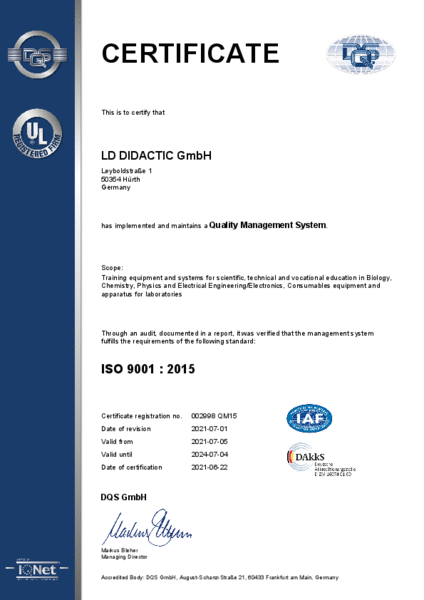 DQS
CERTIFICATE
DQS
UL
REGISTERED FIRM
This is to certify that
LD DIDACTIC GmbH
Leyboldstraße 1
50354 Hürth
Germany
has implemented and maintains a Quality Management System.
Scope:
Training equipment and systems for scientific, technical and vocational education in Biology,
Chemistry, Physics and Electrical Engineering/Electronics, Consumables equipment and
apparatus for laboratories
Through an audit, documented in a report, it was verified that the management system
fulfills the requirements of the following standard:
ISO 9001 : 2015
Certificate registration no. 002998 QM15
Date of revision 2021-07-01
Valid from 2021-07-05
Valid until 2024-07-04
Date of certification 2021-06-22
IAF
DAkkS
Deutsche
Akkreditierungsstelle
DQS GmbH
Markus Bleher
Managing Director
IQNet
Accredited Body: DQS GmbH, August-Schanz-Straße 21, 60433 Frankfurt am Main, Germany